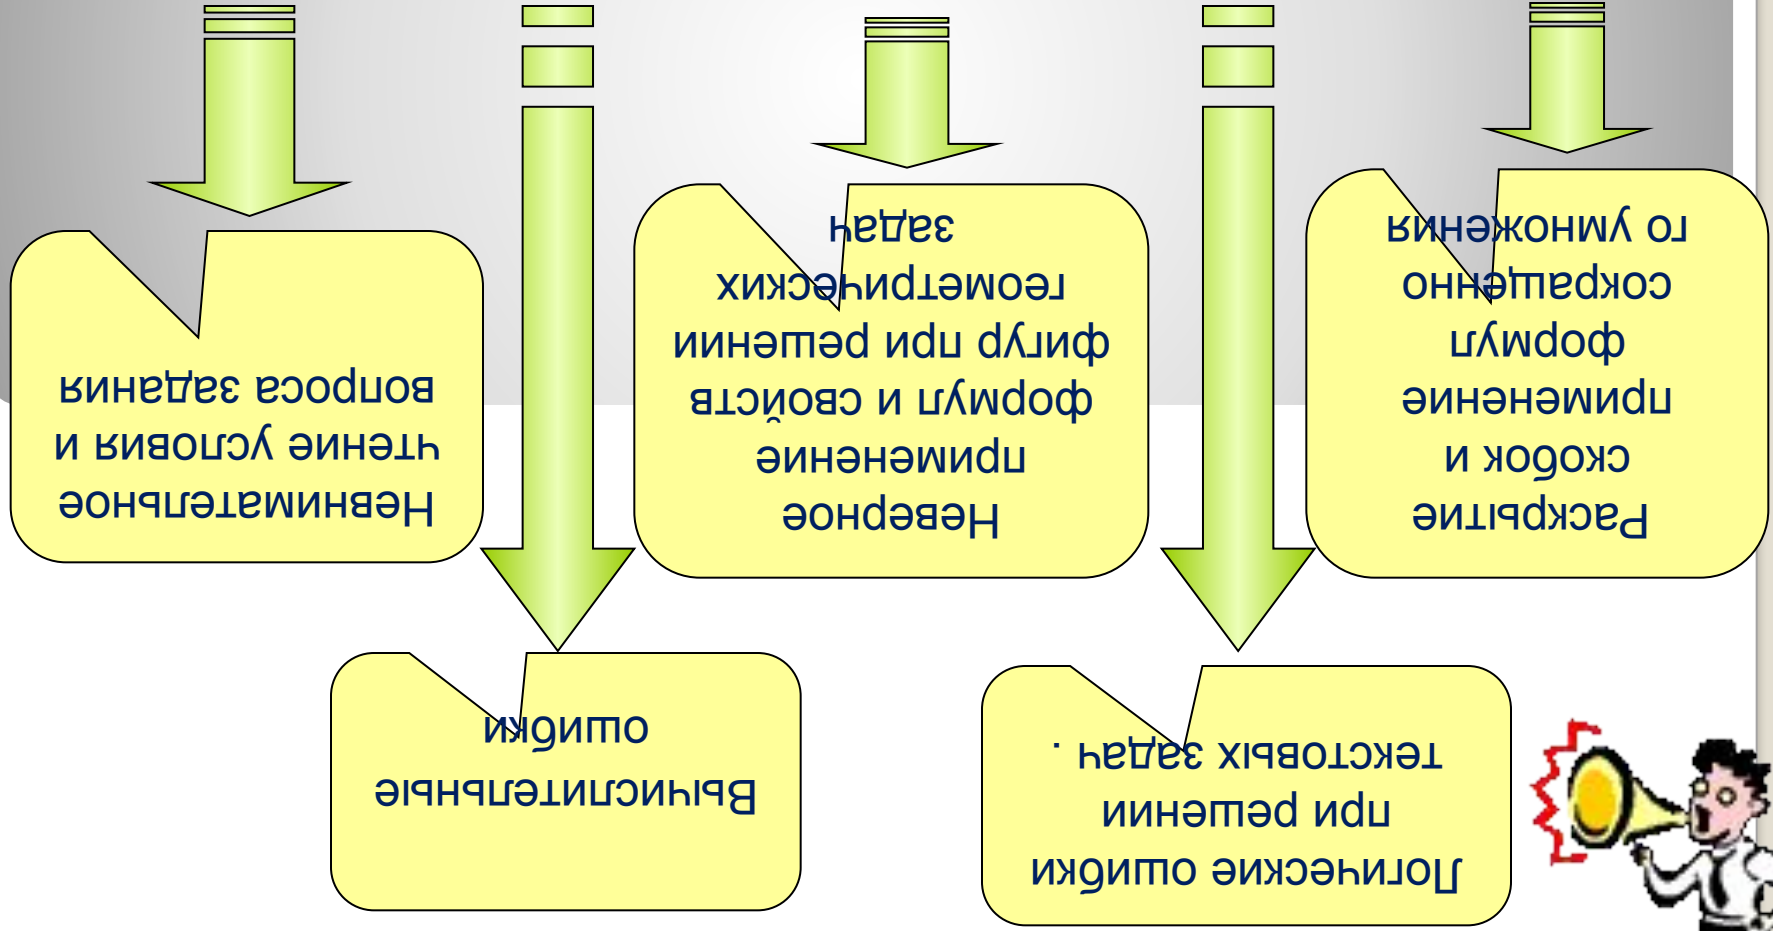 Невнимательное
чтение условия и
вопроса задания
Неверное
применение
формул и свойств
фигур при решении
геометрических
задач
Раскрытие
скобок и
применение
формул
сокращенно
го умножения
Вычислительные
ошибки
Логические ошибки
при решении
текстовых задач .